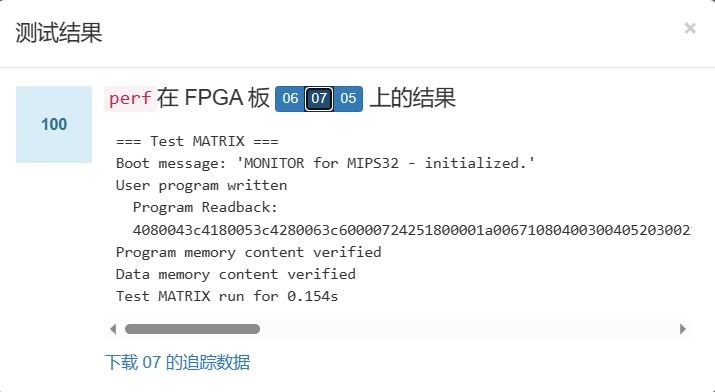 测试结果
×
100
perf 在 FPGA 板 06 07 05 上的结果
=== Test MATRIX ===
Boot message: 'MONITOR for MIPS32 - initialized.'
User program written
Program Readback:
4080043c4180053c4280063c60000724251800001a00671080400300405203002
Program memory content verified
Data memory content verified
Test MATRIX run for 0.154s
下载 07 的追踪数据